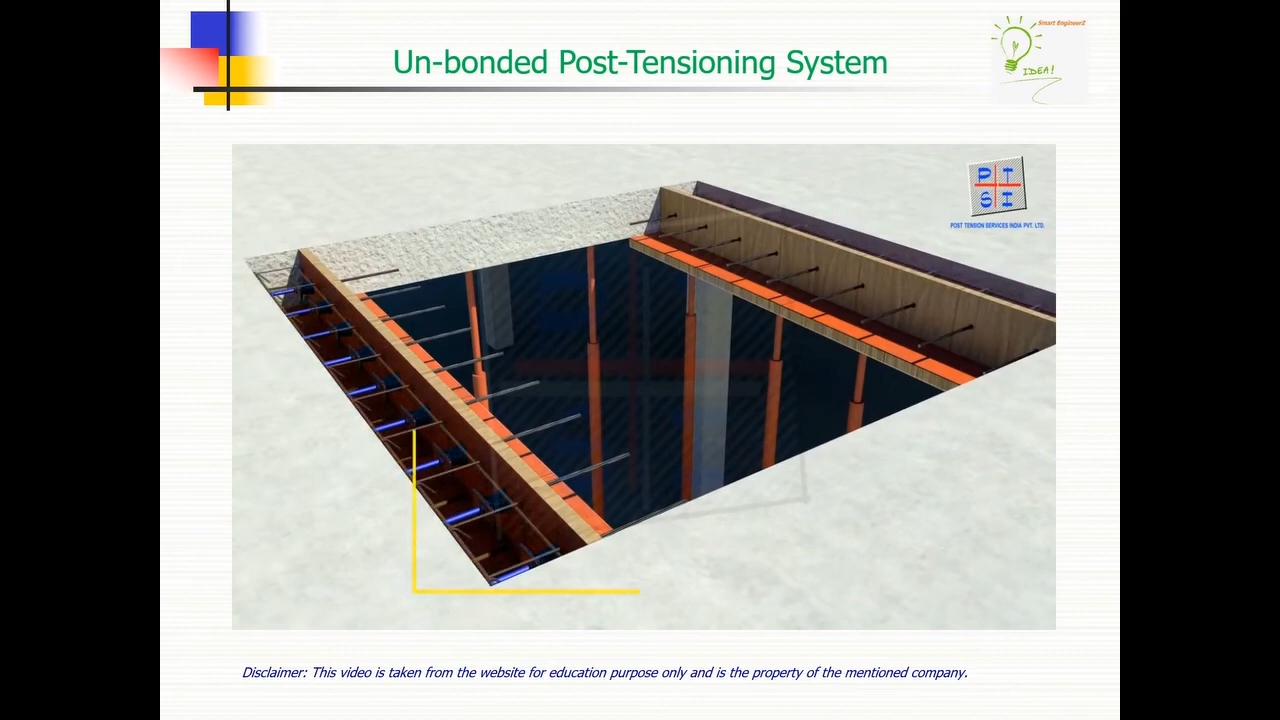 Un-bonded Post-Tensioning System
Smart EngineerZ
IDEA!
P T
S I
POST TENSION SERVICES INDIA PVT. LTD.
Disclaimer: This video is taken from the website for education purpose only and is the property of the mentioned company.